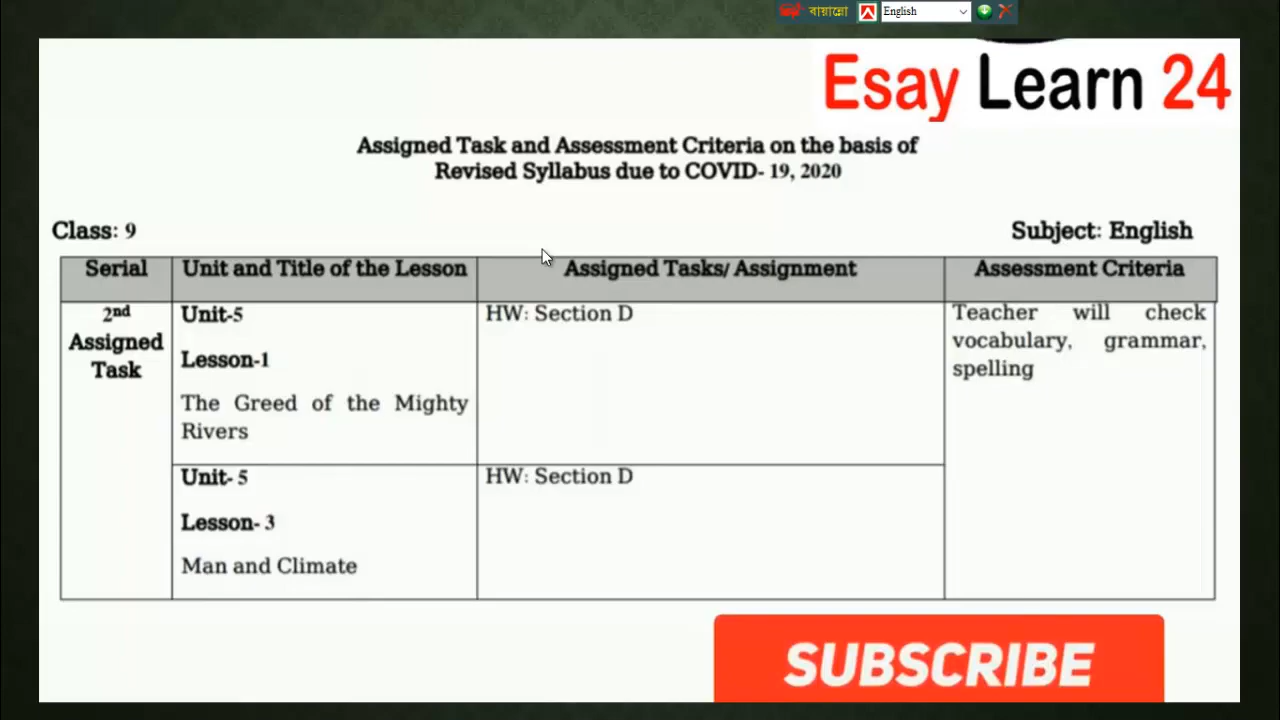 বায়ান্নো English
Esay Learn 24
Assigned Task and Assessment Criteria on the basis of
Revised Syllabus due to COVID- 19, 2020
Class: 9 Subject: English
Serial Unit and Title of the Lesson Assigned Tasks/ Assignment Assessment Criteria
2nd
Assigned
Task
Unit-5
Lesson-1
The Greed of the Mighty
Rivers
HW: Section D
Teacher will check
vocabulary, grammar,
spelling
Unit- 5
Lesson- 3
Man and Climate
HW: Section D
SUBSCRIBE